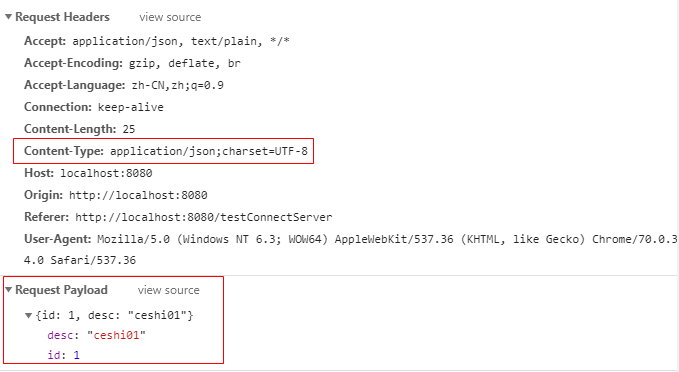 Request Headers view source
Accept: application/json, text/plain, */*
Accept-Encoding: gzip, deflate, br
Accept-Language: zh-CN,zh;q=0.9
Connection: keep-alive
Content-Length: 25
Content-Type: application/json;charset=UTF-8
Host: localhost:8080
Origin: http://localhost:8080
Referer: http://localhost:8080/testConnectServer
User-Agent: Mozilla/5.0 (Windows NT 6.3; WOW64) AppleWebKit/537.36 (KHTML, like Gecko) Chrome/70.0.3
4.0 Safari/537.36
Request Payload view source
{id: 1, desc: "ceshi01"}
desc: "ceshi01"
id: 1